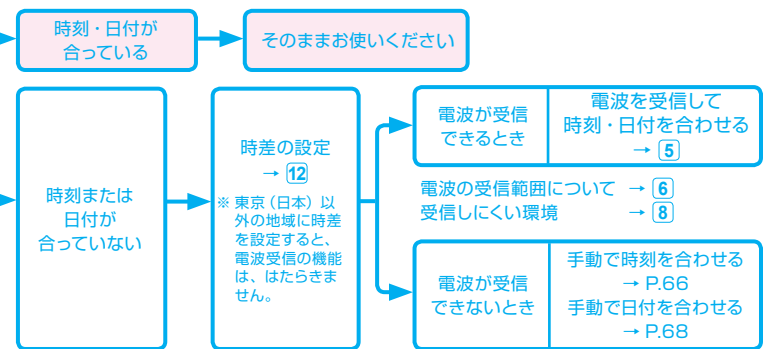 時刻・日付が
合っている
そのままお使いください
時刻または
日付が
合っていない
時差の設定
→ 12
※ 東京（日本）以
外の地域に時差
を設定すると、
電波受信の機能
は、はたらきま
せん。
電波が受信
できるとき
電波を受信して
時刻・日付を合わせる
→ 5
電波の受信範囲について → 6
受信しにくい環境 → 8
電波が受信
できないとき
手動で時刻を合わせる
→ P.66
手動で日付を合わせる
→ P.68